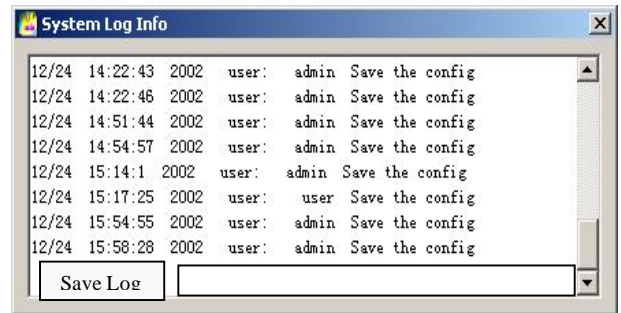 System Log Info
12/24 14:22:43 2002 user: admin Save the config
12/24 14:22:46 2002 user: admin Save the config
12/24 14:51:44 2002 user: admin Save the config
12/24 14:54:57 2002 user: admin Save the config
12/24 15:14:1 2002 user: admin Save the config
12/24 15:17:25 2002 user: user Save the config
12/24 15:54:55 2002 user: admin Save the config
12/24 15:58:28 2002 user: admin Save the config
Save Log